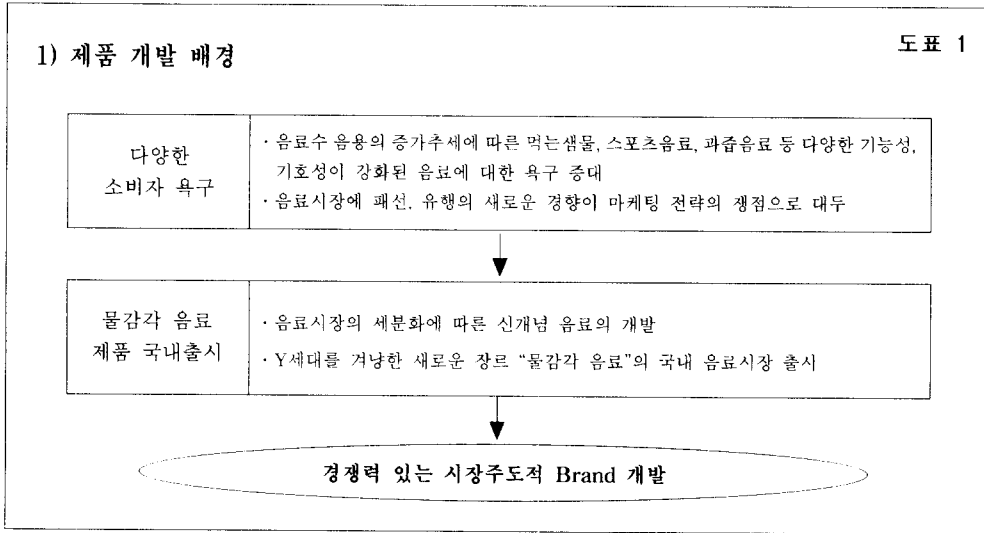 도표 1
1) 제품 개발 배경
다양한
소비자 욕구
· 음료수 음용의 증가추세에 따른 먹는샘물, 스포츠음료, 과즙음료 등 다양한 기능성,
기호성이 강화된 음료에 대한 욕구 증대
· 음료시장에 패션, 유행의 새로운 경향이 마케팅 전략의 쟁점으로 대두
물감각 음료
제품 국내출시
· 음료시장의 세분화에 따른 신개념 음료의 개발
· Y세대를 겨냥한 새로운 장르 “물감각 음료”의 국내 음료시장 출시
경쟁력 있는 시장주도적 Brand 개발